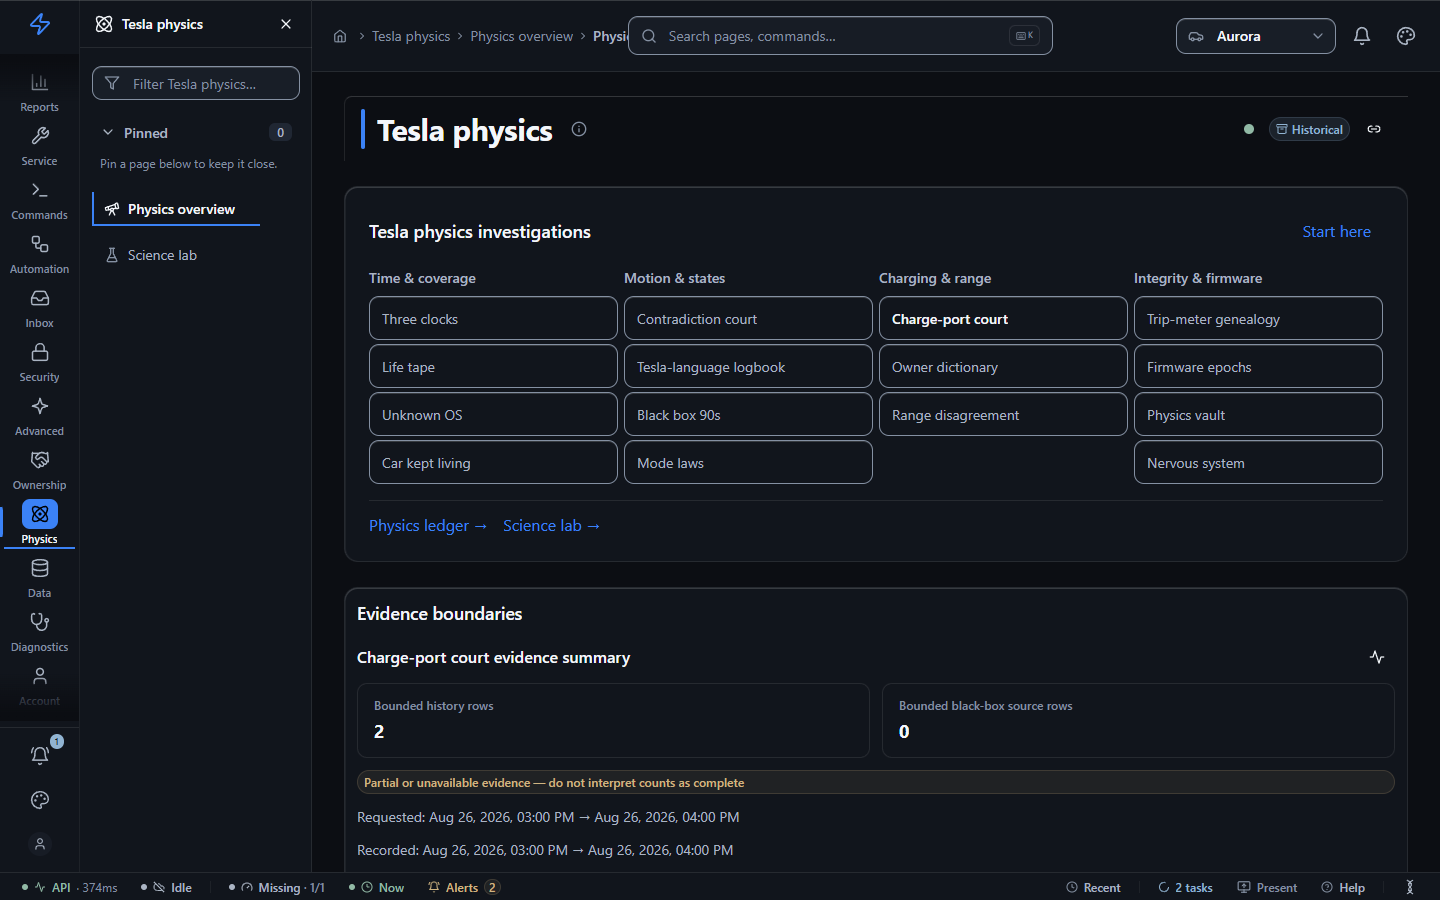 Tesla physics
Tesla physics
Physics overview
Search pages, commands...
K
Aurora
Reports
Service
Commands
Automation
Inbox
Security
Advanced
Ownership
Physics
Data
Diagnostics
Account
1
Filter Tesla physics...
Pinned
0
Pin a page below to keep it close.
Physics overview
Science lab
Tesla physics
Historical
Tesla physics investigations
Start here
Time & coverage
Three clocks
Life tape
Unknown OS
Car kept living
Motion & states
Contradiction court
Tesla-language logbook
Black box 90s
Mode laws
Charging & range
Charge-port court
Owner dictionary
Range disagreement
Integrity & firmware
Trip-meter genealogy
Firmware epochs
Physics vault
Nervous system
Physics ledger →
Science lab →
Evidence boundaries
Charge-port court evidence summary
Bounded history rows
2
Bounded black-box source rows
0
Partial or unavailable evidence — do not interpret counts as complete
Requested: Aug 26, 2026, 03:00 PM → Aug 26, 2026, 04:00 PM
Recorded: Aug 26, 2026, 03:00 PM → Aug 26, 2026, 04:00 PM
API · 374ms
Idle
Missing · 1/1
Now
Alerts 2
Recent
2 tasks
Present
Help